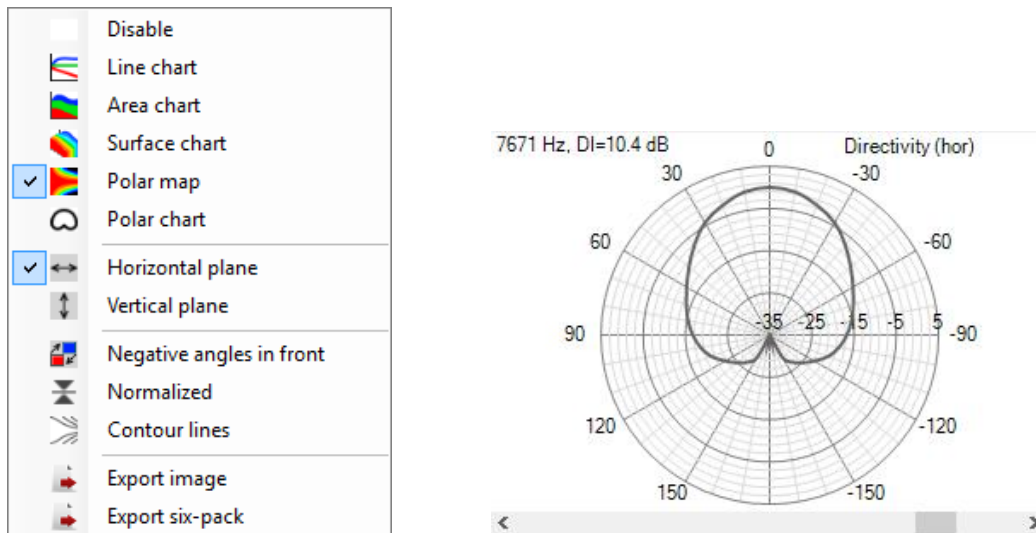 Disable
Line chart
Area chart
Surface chart
Polar map
Polar chart
Horizontal plane
Vertical plane
Negative angles in front
Normalized
Contour lines
Export image
Export six-pack
7671 Hz, DI=10.4 dB
0
Directivity (hor)
30
-30
60
-60
-35 -25 -15 -5 5
90
-90
120
-120
150
-150